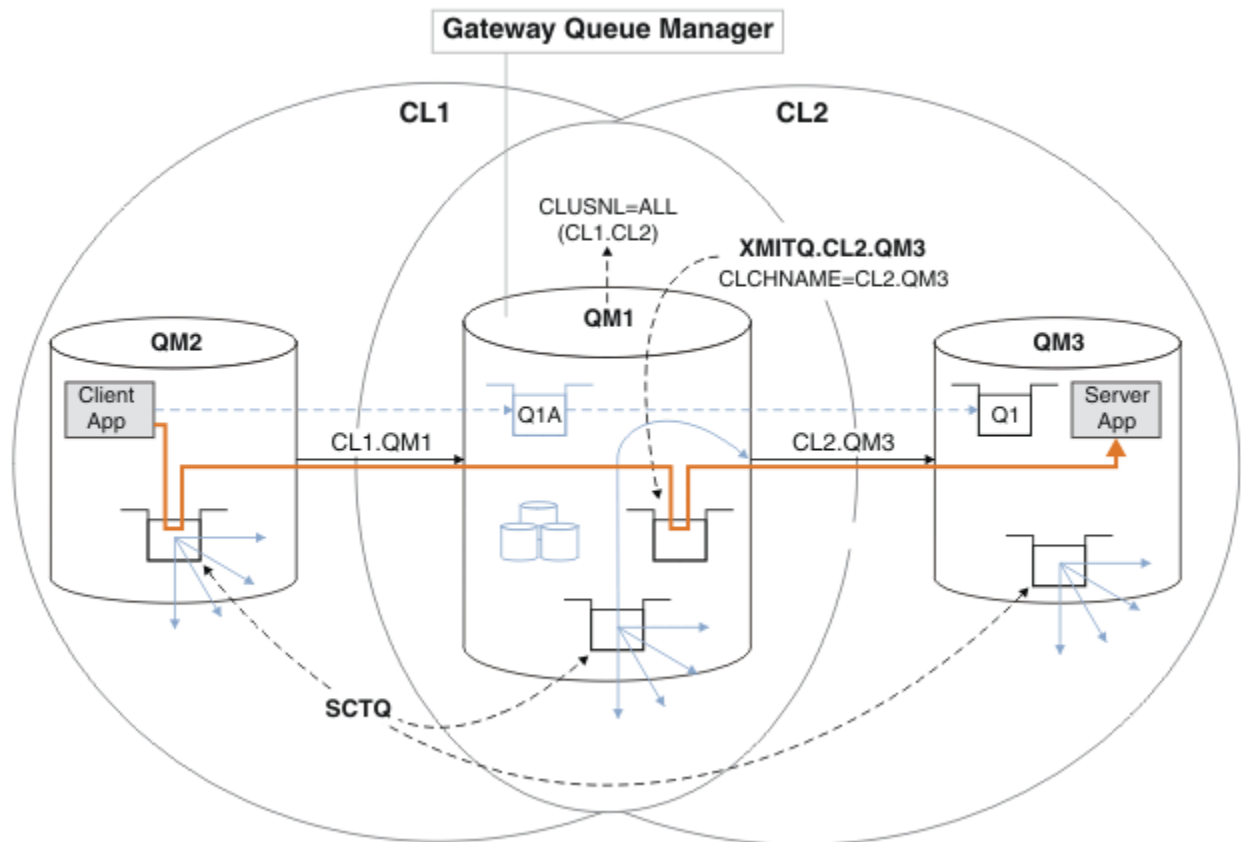 Gateway Queue Manager
CL1
CL2
CLUSNL=ALL
(CL1.CL2)
XMITQ.CL2.QM3
CLCHNAME=CL2.QM3
QM2
QM1
QM3
Client
App
Q1A
Q1
Server
App
CL1.QM1
CL2.QM3
SCTQ